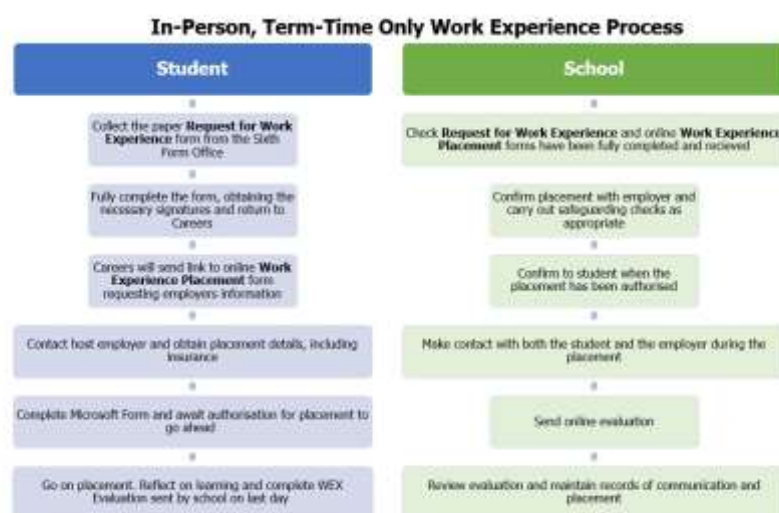 In-Person, Term-Time Only Work Experience Process
Student
Collect the paper Request for Work
Experience form from the Sixth
Form Office
Fully complete the form, obtaining the
necessary signatures and return to
Careers
Careers will send link to online Work
Experience Placement form
requesting employers information
Contact host employer and obtain placement details, including
insurance
Complete Microsoft Form and await authorisation for placement to
go ahead
Go on placement. Reflect on learning and complete WEX
Evaluation sent by school on last day
School
Check Request for Work Experience and online Work Experience
Placement forms have been fully completed and recieved
Confirm placement with employer and
carry out safeguarding checks as
appropriate
Confirm to student when the
placement has been authorised
Make contact with both the student and the employer during the
placement
Send online evaluation
Review evaluation and maintain records of communication and
placement